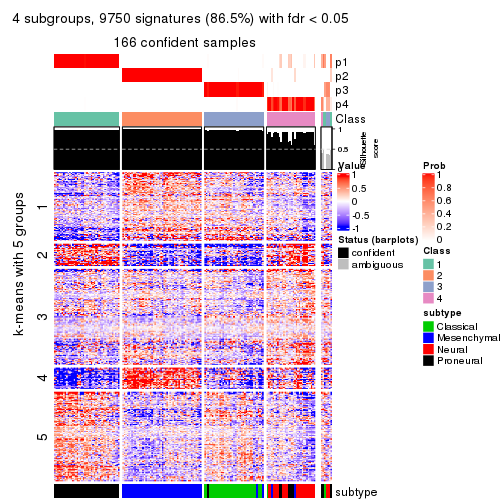 4 subgroups, 9750 signatures (86.5%) with fdr < 0.05
166 confident samples
p1
p2
p3
p4
Class
1
0.5
0
Silhouette
score
k-means with 5 groups
1
2
3
4
5
subtype
Value
1
0.5
0
-0.5
-1
Status (barplots)
confident
ambiguous
Prob
1
0.8
0.6
0.4
0.2
0
Class
1
2
3
4
subtype
Classical
Mesenchymal
Neural
Proneural